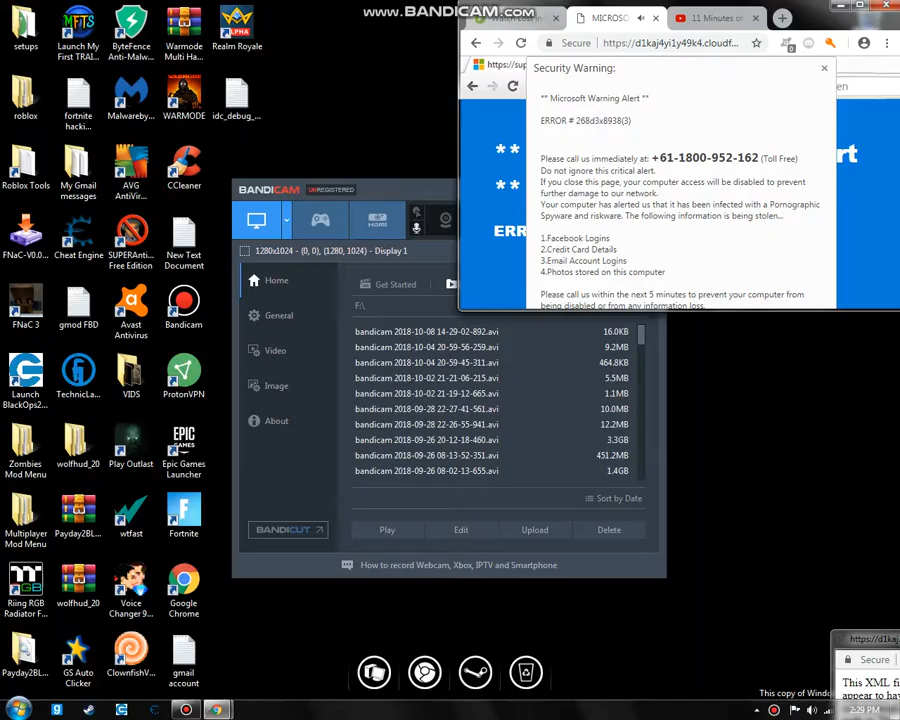 www.BANDICAM.com
setups
Launch My
First TRAI...
ByteFence
Anti-Malw...
Warmode
Multi Ha...
Realm Royale
roblox
fortnite
hacki...
Malwareby...
WARMODE
idc_debug_...
Roblox Tools
My Gmail
messages
AVG
AntiVir...
CCleaner
FNaC-V0.0...
Cheat Engine
SUPERAnti...
Free Edition
New Text
Document
FNaC 3
gmod FBD
Avast
Antivirus
Bandicam
Launch
BlackOps2...
TechnicLa...
VIDS
ProtonVPN
Zombies
Mod Menu
wolfhud_20
Play Outlast
Epic Games
Launcher
Multiplayer
Mod Menu
Payday2BL...
wtfast
Fortnite
Riing RGB
Radiator F...
wolfhud_20
Voice
Changer 9...
Google
Chrome
Payday2BL...
GS Auto
Clicker
ClownfishV...
gmail
account
BANDICAM UNREGISTERED
1280x1024 - (0, 0), (1280, 1024) - Display 1
Home
General
Video
Image
About
BANDICUT
Get Started
F:\
bandicam 2018-10-08 14-29-02-892.avi 16.0KB
bandicam 2018-10-04 20-59-56-259.avi 9.2MB
bandicam 2018-10-04 20-59-45-311.avi 464.8KB
bandicam 2018-10-02 21-21-06-215.avi 5.5MB
bandicam 2018-10-02 21-19-12-665.avi 1.1MB
bandicam 2018-09-28 22-27-41-561.avi 10.0MB
bandicam 2018-09-28 22-26-55-941.avi 12.2MB
bandicam 2018-09-26 20-12-18-460.avi 3.3GB
bandicam 2018-09-26 08-13-52-351.avi 451.2MB
bandicam 2018-09-26 08-02-13-655.avi 1.4GB
Sort by Date
Play Edit Upload Delete
How to record Webcam, Xbox, IPTV and Smartphone
MICROSO
11 Minutes of
Secure https://d1kaj4yi1y49k4.cloudf...
https://sup
Security Warning:
** Microsoft Warning Alert **
ERROR # 268d3x8938(3)
Please call us immediately at: +61-1800-952-162 (Toll Free)
Do not ignore this critical alert.
If you close this page, your computer access will be disabled to prevent
further damage to our network.
Your computer has alerted us that it has been infected with a Pornographic
Spyware and riskware. The following information is being stolen...
1.Facebook Logins
2.Credit Card Details
3.Email Account Logins
4.Photos stored on this computer
Please call us within the next 5 minutes to prevent your computer from
being disabled or from any information loss.
**
**
ERR
rt
https://d1kaj
Secure
This XML fi
appear to hav
This copy of Windo
2:29 PM